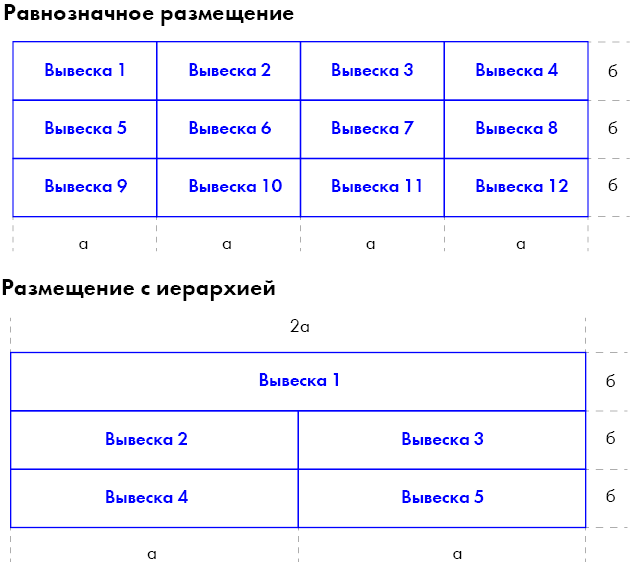 Равнозначное размещение
Вывеска 1 Вывеска 2 Вывеска 3 Вывеска 4 б
Вывеска 5 Вывеска 6 Вывеска 7 Вывеска 8 б
Вывеска 9 Вывеска 10 Вывеска 11 Вывеска 12 б
а а а а
Размещение с иерархией
2а
Вывеска 1 б
Вывеска 2 Вывеска 3 б
Вывеска 4 Вывеска 5 б
а а